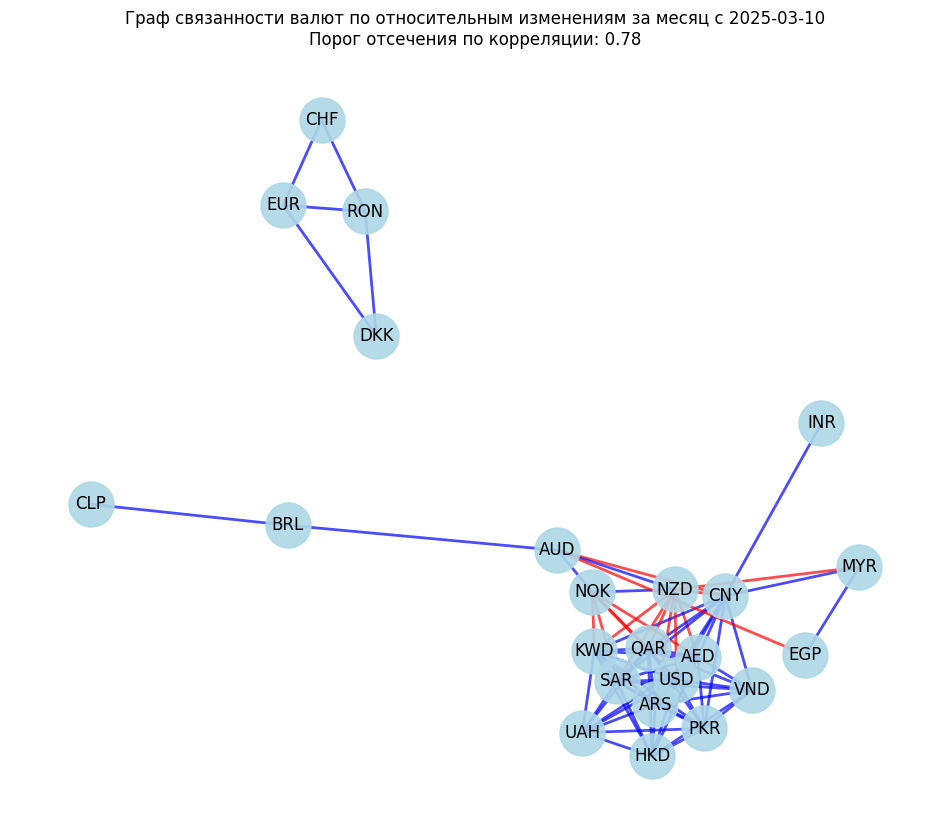 Граф связанности валют по относительным изменениям за месяц с 2025-03-10
Порог отсечения по корреляции: 0.78
CHF
EUR
RON
DKK
INR
CLP
BRL
AUD
MYR
NOK
NZD
CNY
KWD
QAR
AED
EGP
SAR
USD
VND
ARS
UAH
PKR
HKD